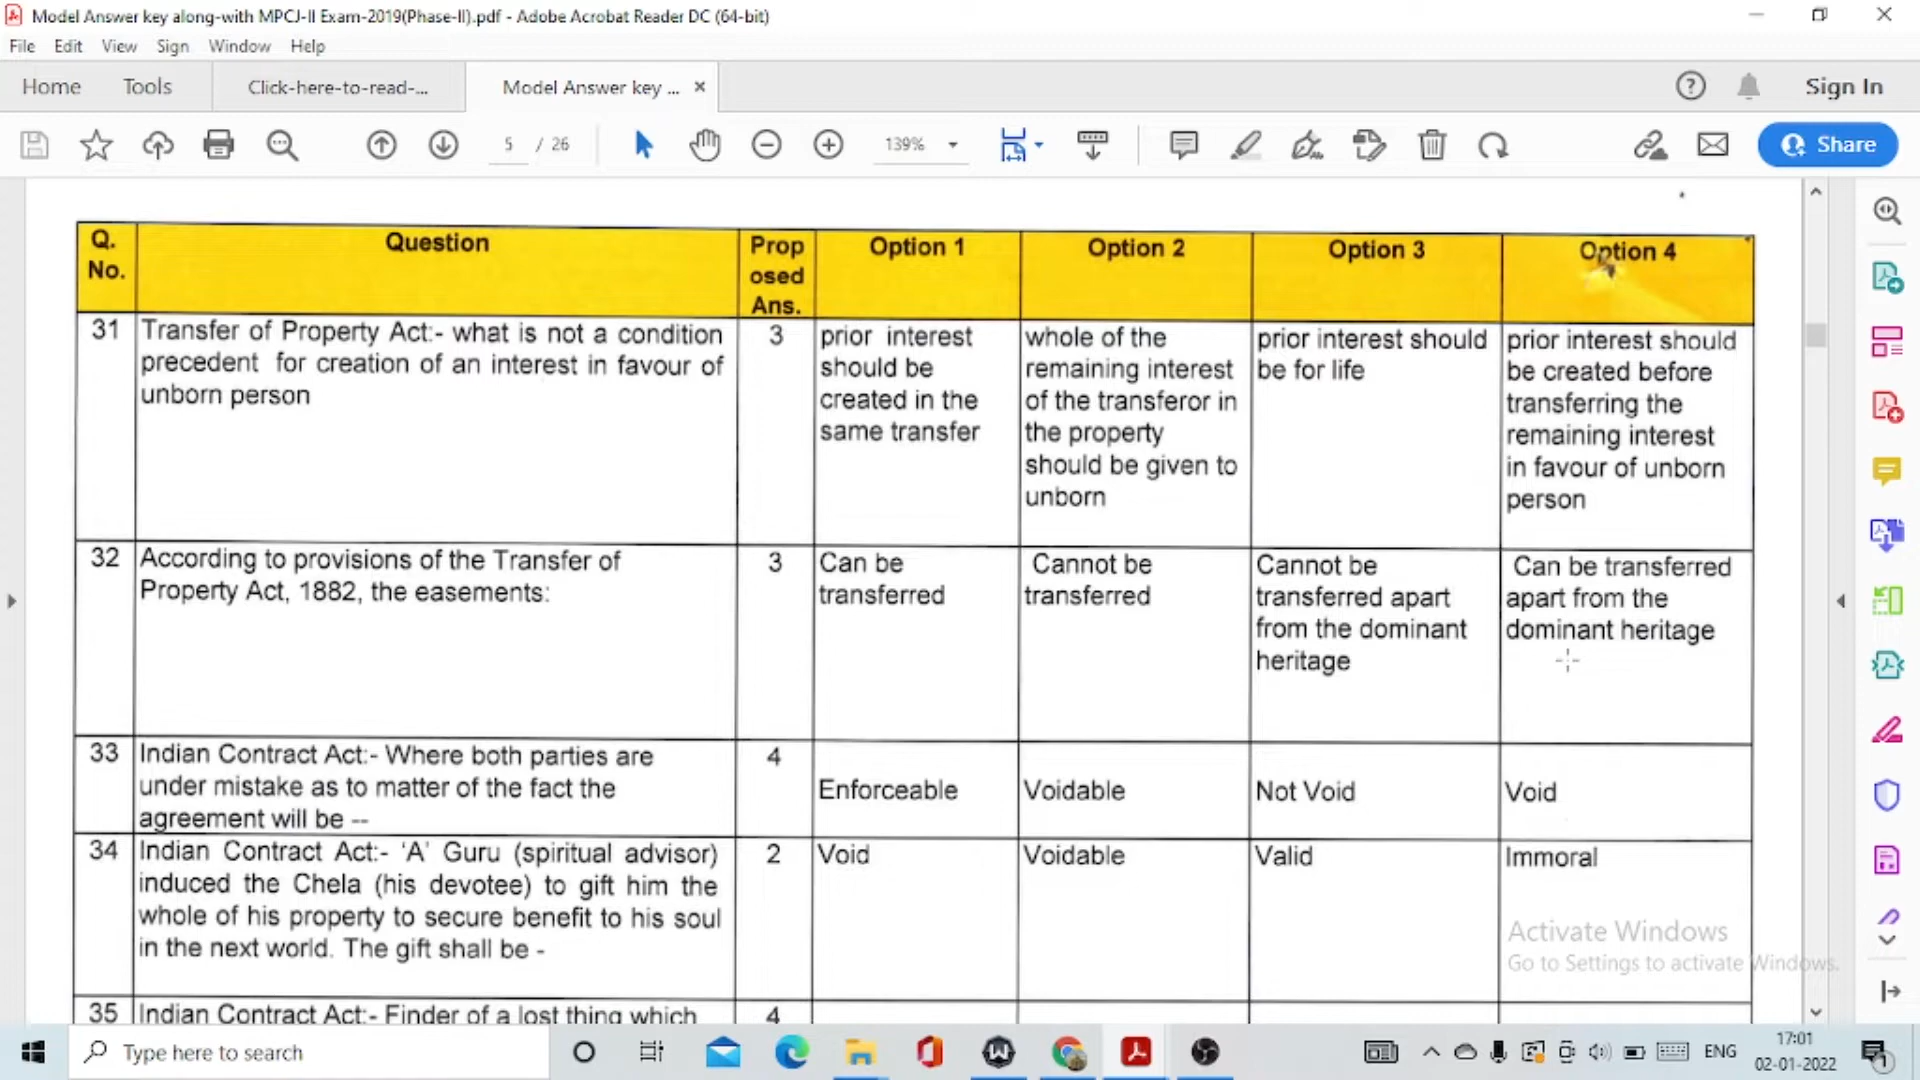 Model Answer key along-with MPCJ-II Exam-2019(Phase-II).pdf - Adobe Acrobat Reader DC (64-bit)
File Edit View Sign Window Help
Home Tools Click-here-to-read-... Model Answer key ... × Sign In
5 / 26 139% Share
Q. No.
Question
Prop osed Ans.
Option 1
Option 2
Option 3
Option 4
31
Transfer of Property Act:- what is not a condition
precedent for creation of an interest in favour of
unborn person
3
prior interest
should be
created in the
same transfer
whole of the
remaining interest
of the transferor in
the property
should be given to
unborn
prior interest should
be for life
prior interest should
be created before
transferring the
remaining interest
in favour of unborn
person
32
According to provisions of the Transfer of
Property Act, 1882, the easements:
3
Can be
transferred
Cannot be
transferred
Cannot be
transferred apart
from the dominant
heritage
Can be transferred
apart from the
dominant heritage
33
Indian Contract Act:- Where both parties are
under mistake as to matter of the fact the
agreement will be --
4
Enforceable
Voidable
Not Void
Void
34
Indian Contract Act:- 'A' Guru (spiritual advisor)
induced the Chela (his devotee) to gift him the
whole of his property to secure benefit to his soul
in the next world. The gift shall be -
2
Void
Voidable
Valid
Immoral
Activate Windows
Go to Settings to activate Windows.
35
Indian Contract Act:- Finder of a lost thing which
4
Type here to search
ENG
17:01
02-01-2022
1